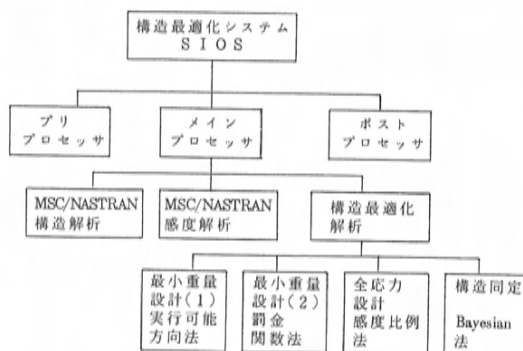 構造最適化システム
SIOS
プリ
プロセッサ
メイン
プロセッサ
ポスト
プロセッサ
MSC/NASTRAN
構造解析
MSC/NASTRAN
感度解析
構造最適化
解析
最小重量
設計(1)
実行可能
方向法
最小重量
設計(2)
罰金
関数法
全応力
設計
感度比例
法
構造同定
Bayesian
法